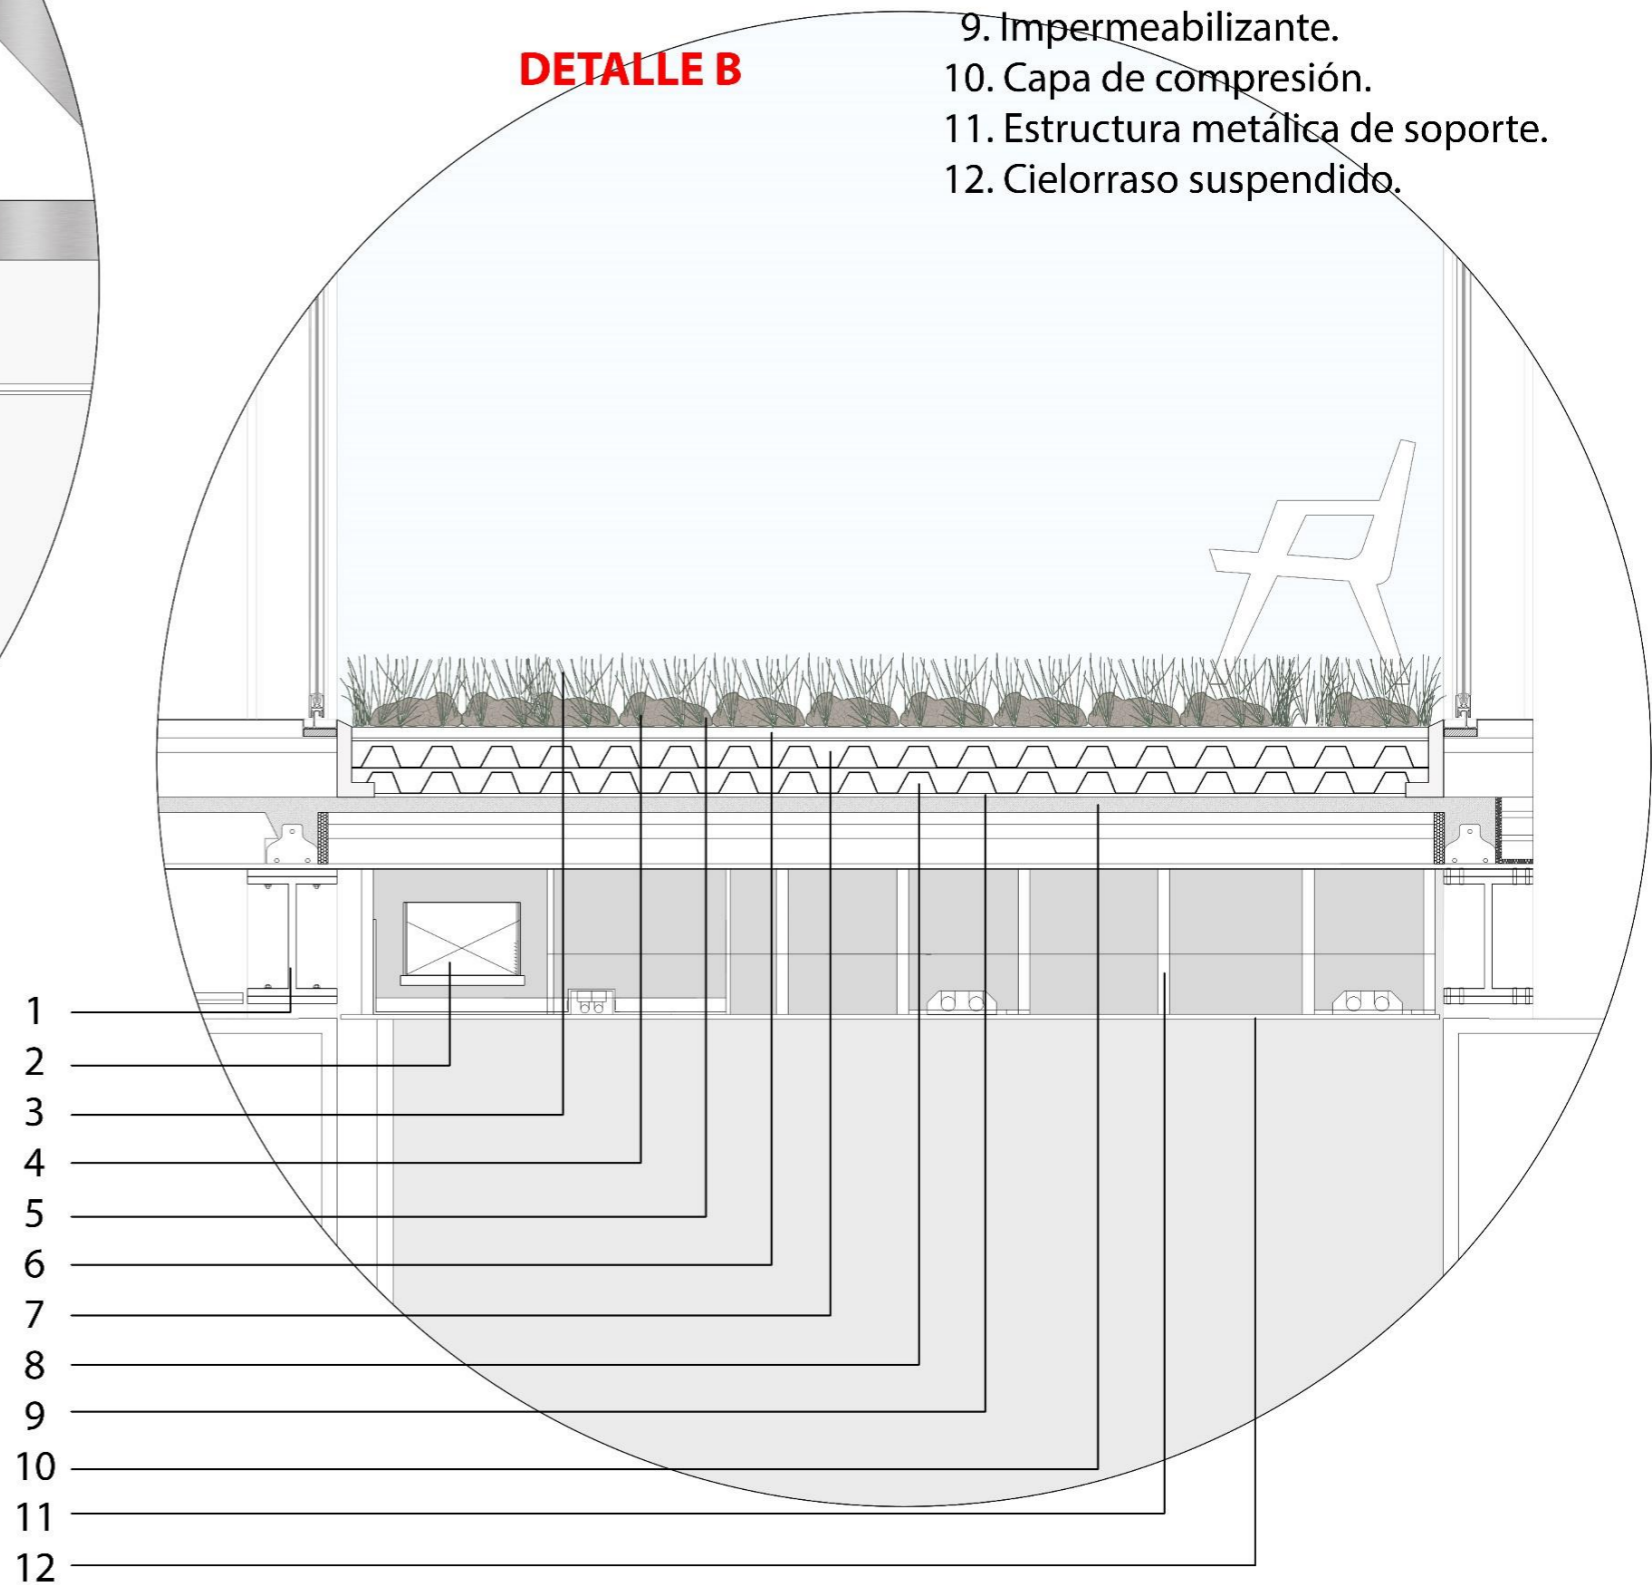 9. Impermeabilizante.
DETALLE B
10. Capa de compresión.
11. Estructura metálica de soporte.
12. Cielorraso suspendido.
1
2
3
4
5
6
7
8
9
10
11
12